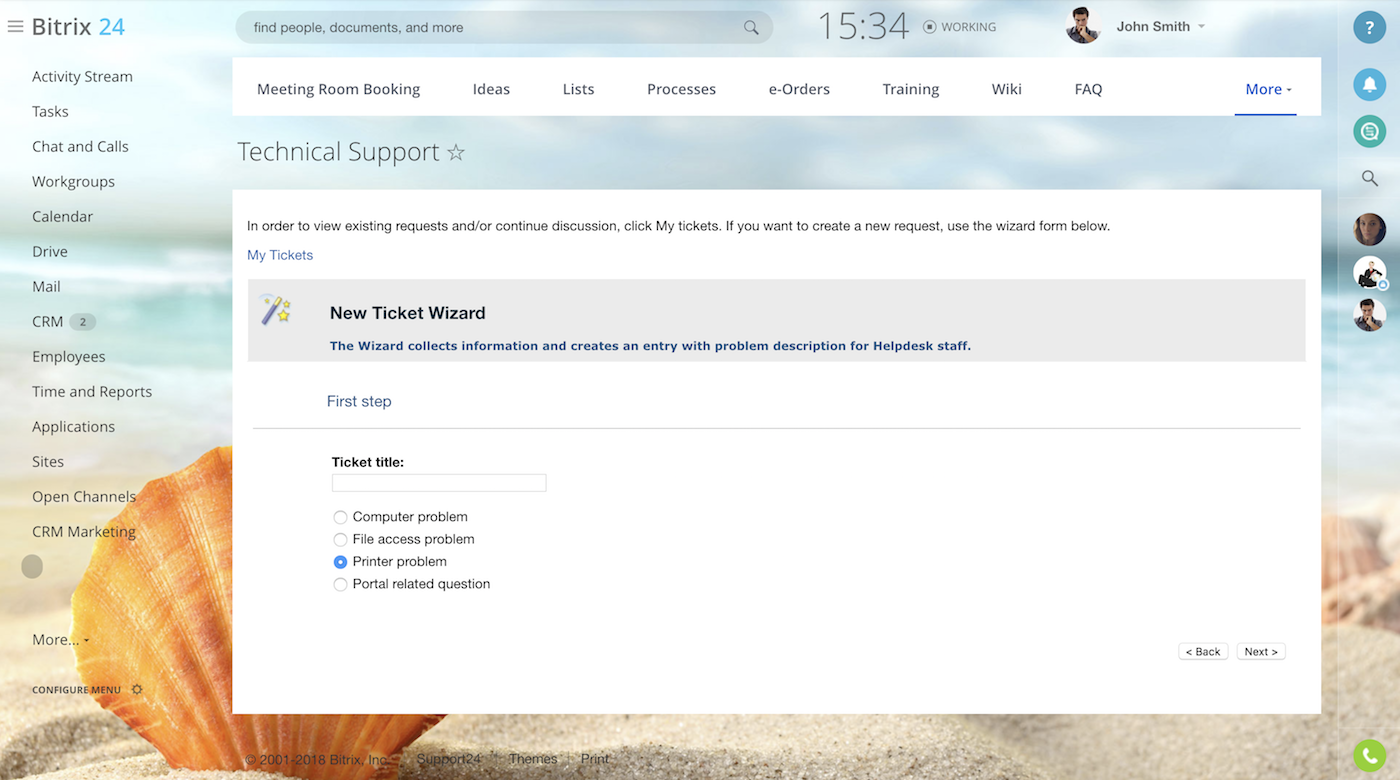 Bitrix 24
find people, documents, and more
15:34 WORKING
John Smith
?
Activity Stream
Tasks
Chat and Calls
Workgroups
Calendar
Drive
Mail
CRM 2
Employees
Time and Reports
Applications
Sites
Open Channels
CRM Marketing
More...
CONFIGURE MENU
Meeting Room Booking Ideas Lists Processes e-Orders Training Wiki FAQ More
Technical Support
In order to view existing requests and/or continue discussion, click My tickets. If you want to create a new request, use the wizard form below.
My Tickets
New Ticket Wizard
The Wizard collects information and creates an entry with problem description for Helpdesk staff.
First step
Ticket title:
Computer problem
File access problem
Printer problem
Portal related question
< Back Next >
© 2001-2018 Bitrix, Inc. Support24 Themes Print